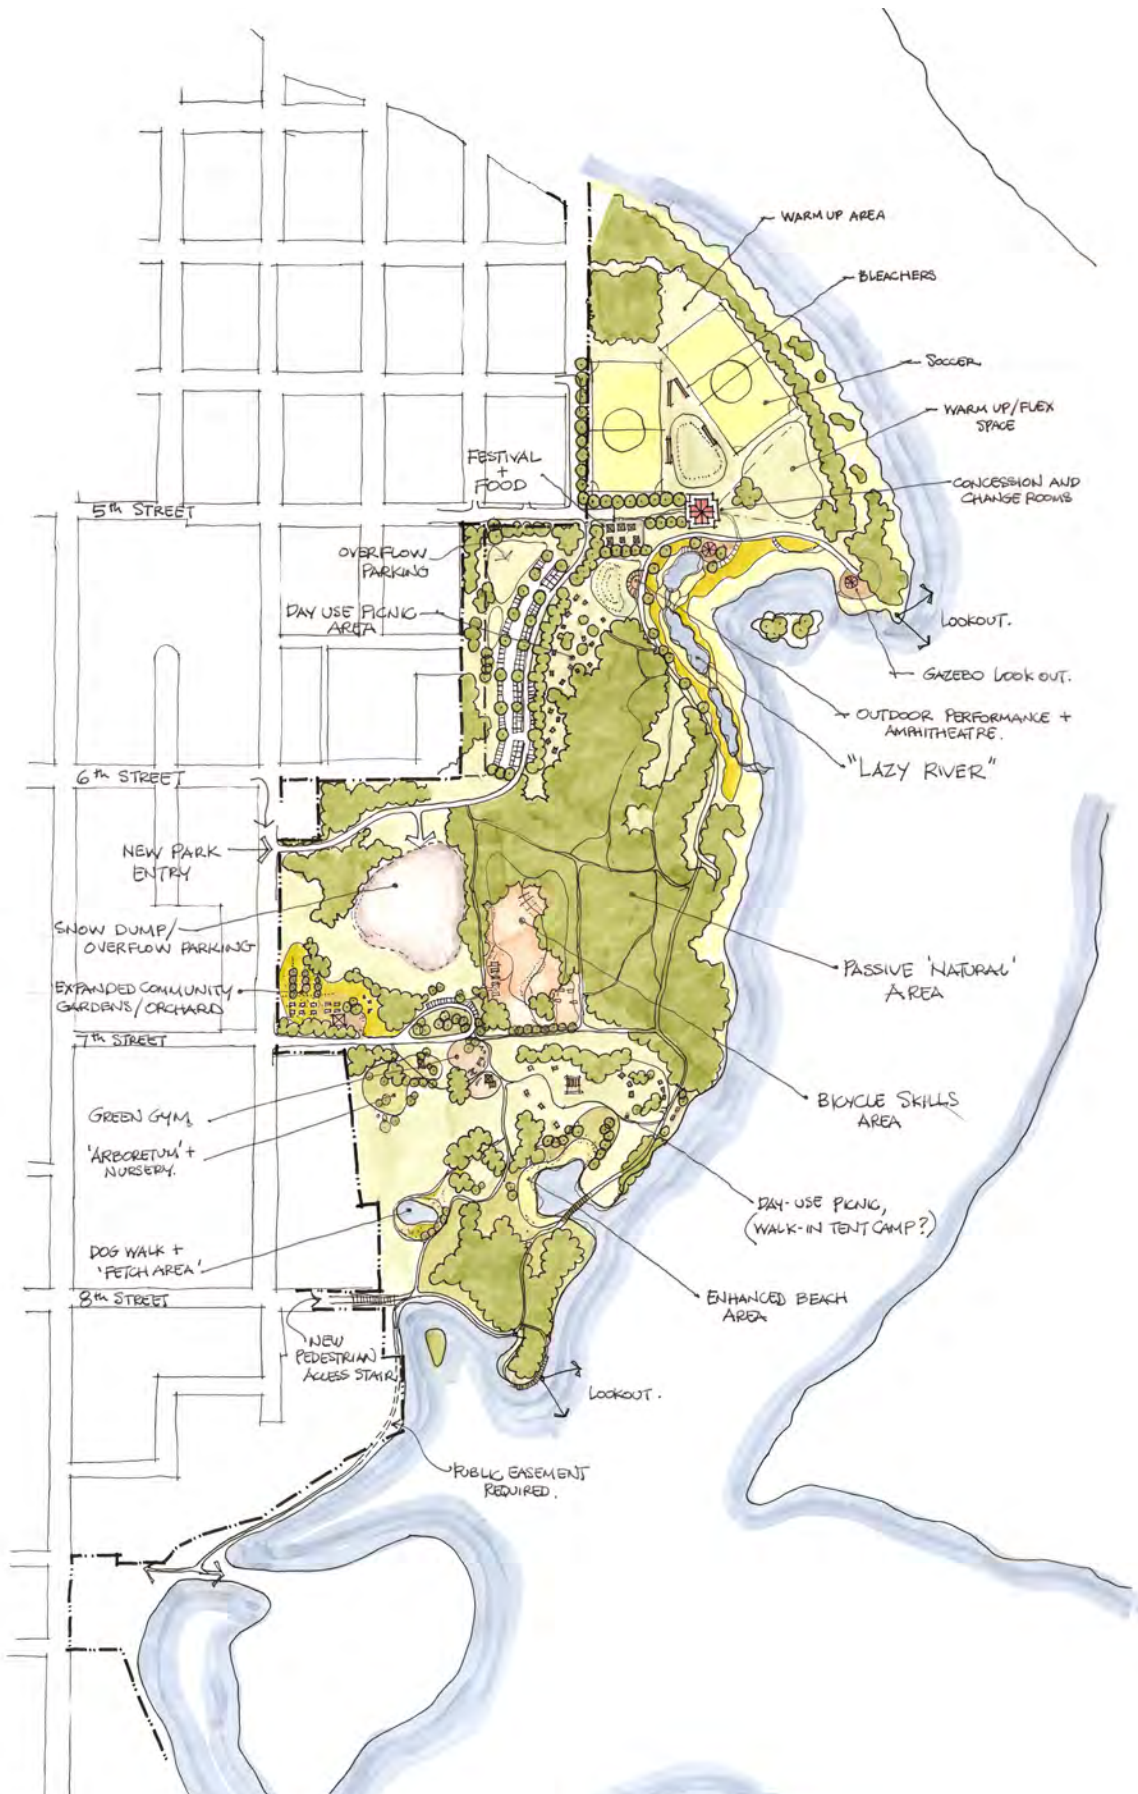 WARM UP AREA
BLEACHERS
SOCCER
WARM UP/FLEX
SPACE
FESTIVAL
+
FOOD
CONCESSION AND
CHANGE ROOMS
5th STREET
OVERFLOW
PARKING
DAY USE PICNIC
AREA
LOOKOUT.
GAZEBO LOOK OUT.
OUTDOOR PERFORMANCE +
AMPHITHEATRE.
"LAZY RIVER"
6th STREET
NEW PARK
ENTRY
SNOW DUMP/
OVERFLOW PARKING
PASSIVE 'NATURAL'
AREA
EXPANDED COMMUNITY
GARDENS/ORCHARD
7th STREET
BICYCLE SKILLS
AREA
GREEN GYM
'ARBORETUM' +
NURSERY.
DAY-USE PICNIC,
(WALK-IN TENT CAMP?)
DOG WALK +
'FETCH AREA'
8th STREET
ENHANCED BEACH
AREA
NEW
PEDESTRIAN
ACCESS STAIR
LOOKOUT.
PUBLIC EASEMENT
REQUIRED.